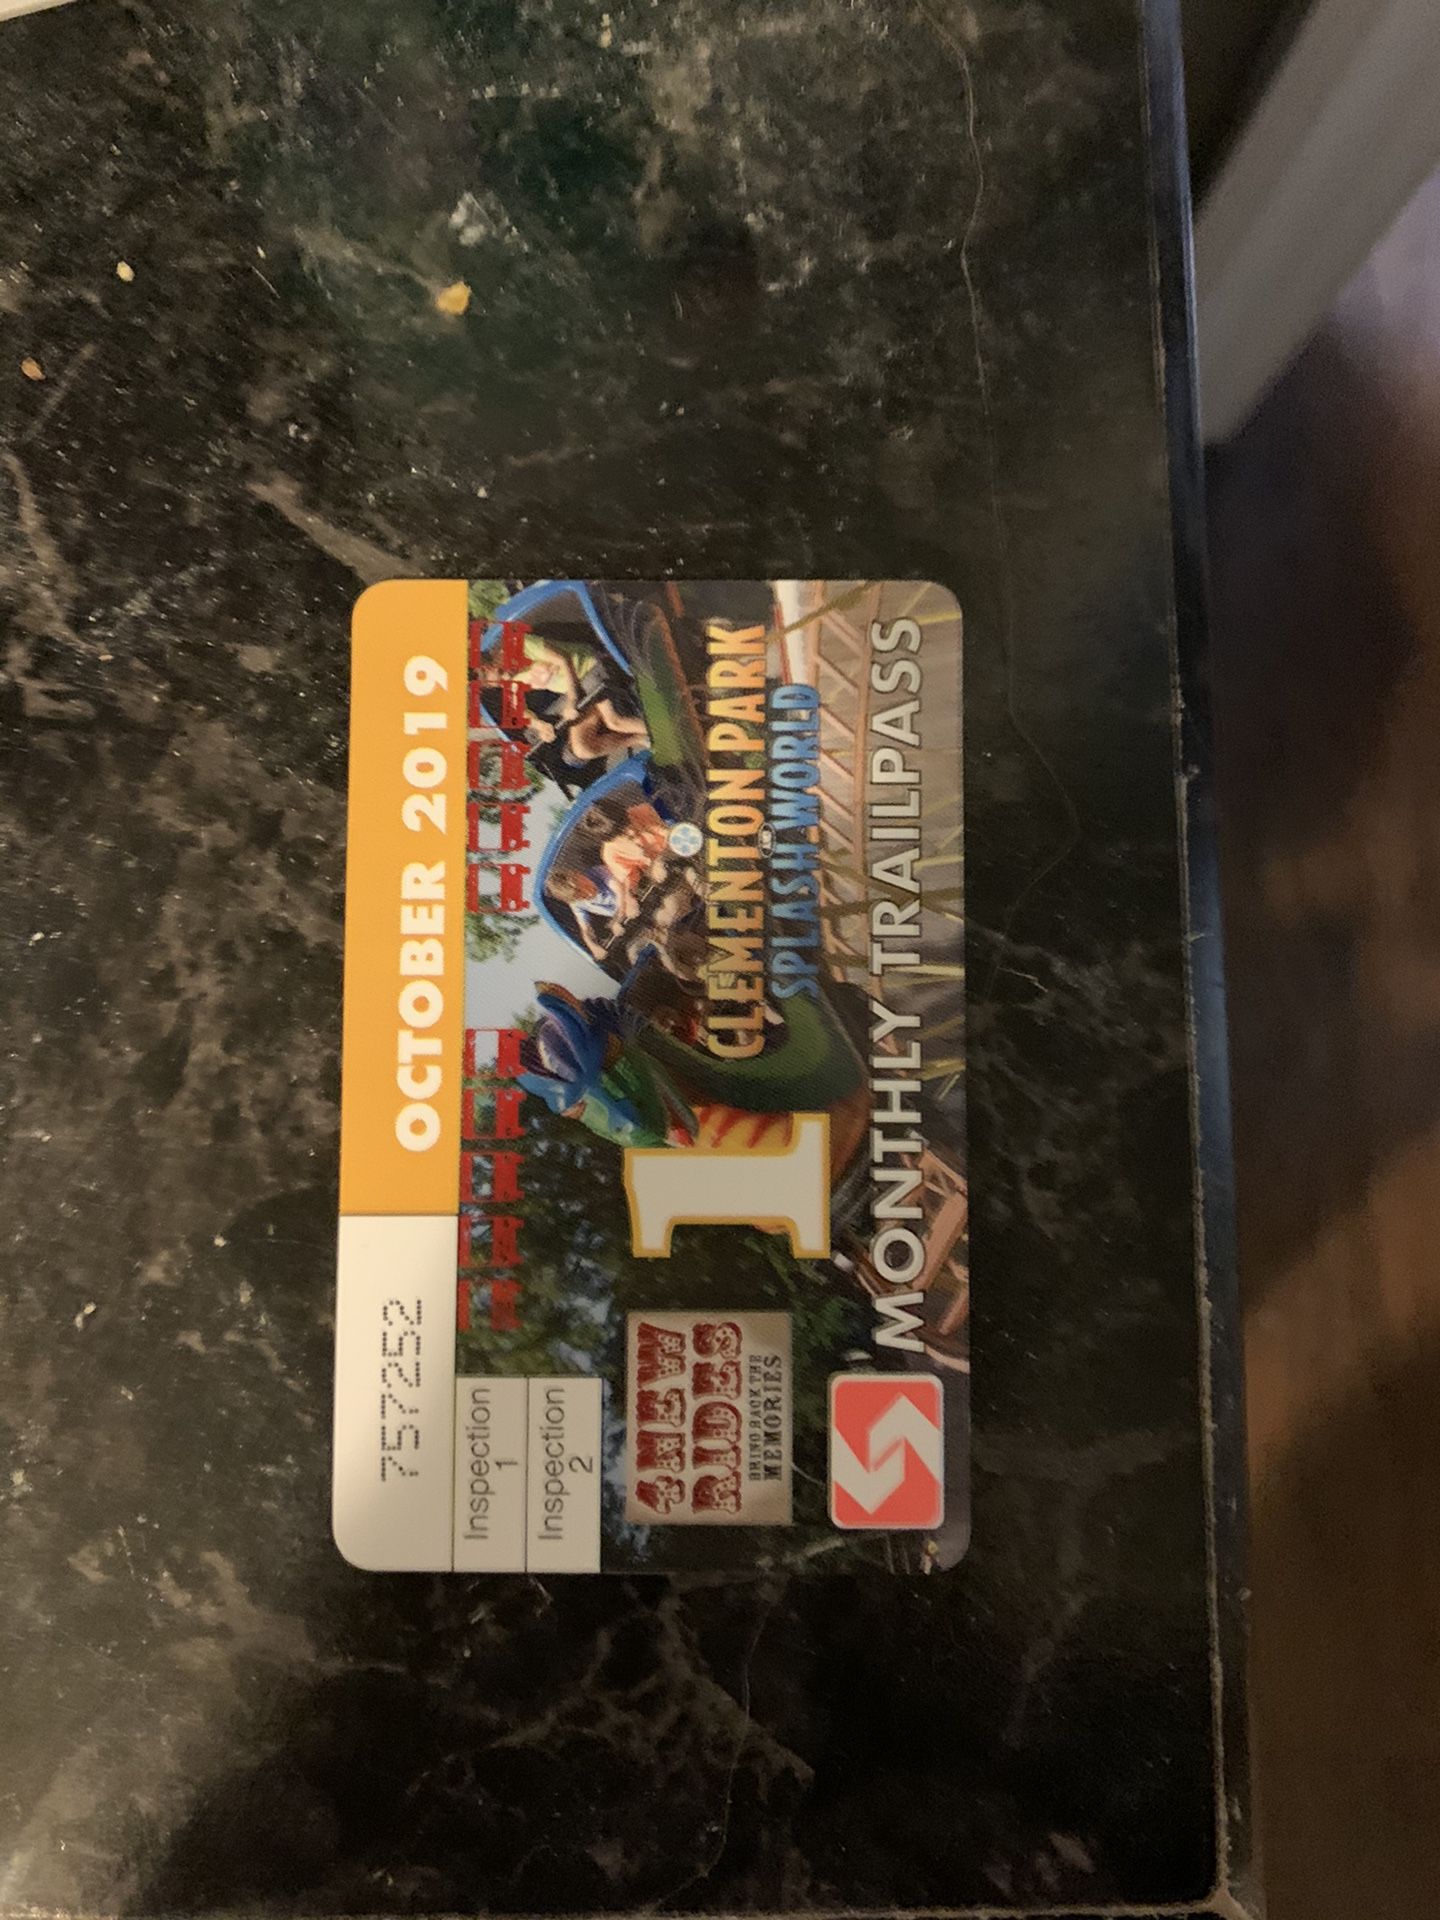 757252 OCTOBER 2019
Inspection
1
Inspection
2
4 NEW
RIDES
BRING BACK THE
MEMORIES
1
CLEMENTON PARK
SPLASH WORLD
MONTHLY TRAILPASS